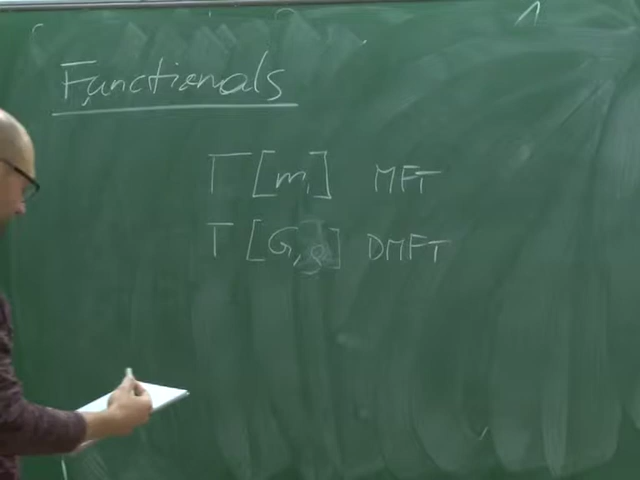 Functionals
Γ [m] MFT
Γ [G, ] DMFT